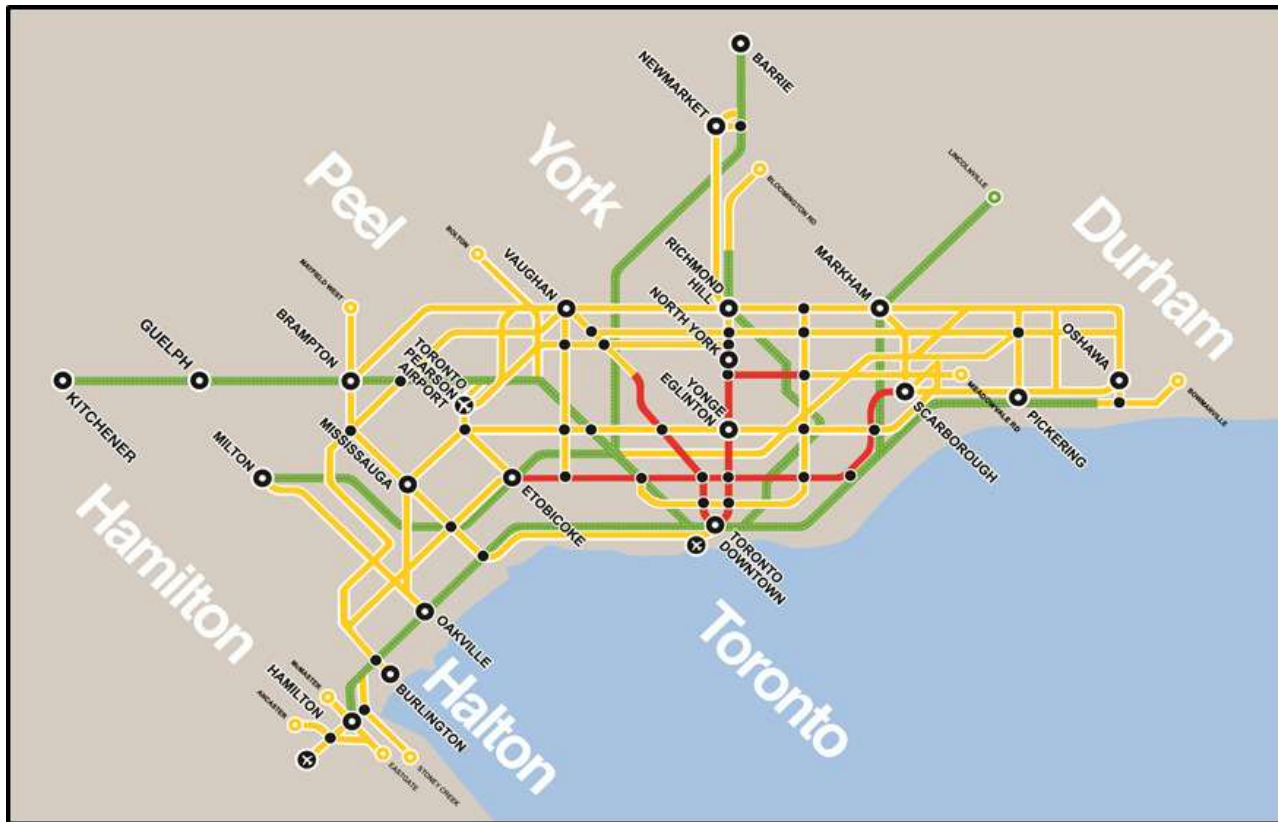 BARRIE
NEWMARKET
York
BLOOMINGTON RD
LINCOLNVILLE
Peel
Durham
BOLTON
VAUGHAN
RICHMOND
HILL
MARKHAM
MAYFIELD WEST
BRAMPTON
NORTH YORK
GUELPH
TORONTO
PEARSON
AIRPORT
YONGE
EGLINTON
OSHAWA
KITCHENER
MILTON
MISSISSAUGA
ETOBICOKE
SCARBOROUGH
MEADOWVALE RD
PICKERING
BOWMANVILLE
TORONTO
DOWNTOWN
Hamilton
OAKVILLE
Toronto
McMASTER
ANCASTER
HAMILTON
BURLINGTON
Halton
EASTGATE
STONEY CREEK